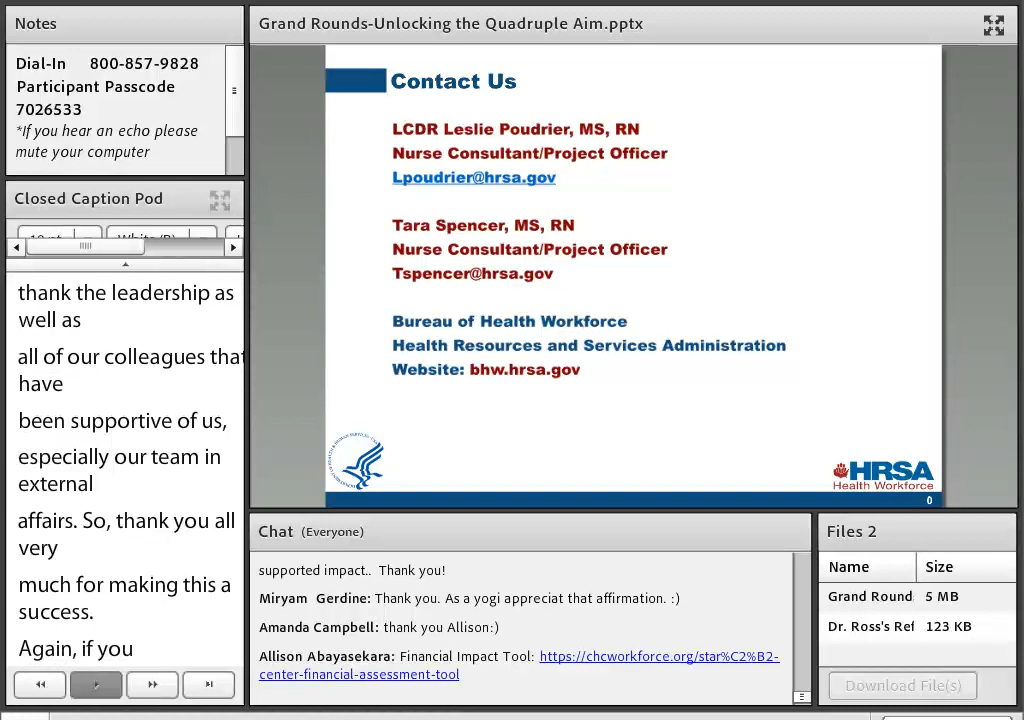 Notes
Dial-In 800-857-9828
Participant Passcode
7026533
*If you hear an echo please
mute your computer
Closed Caption Pod
thank the leadership as
well as
all of our colleagues that
have
been supportive of us,
especially our team in
external
affairs. So, thank you all
very
much for making this a
success.
Again, if you
Grand Rounds-Unlocking the Quadruple Aim.pptx
Contact Us
LCDR Leslie Poudrier, MS, RN
Nurse Consultant/Project Officer
Lpoudrier@hrsa.gov
Tara Spencer, MS, RN
Nurse Consultant/Project Officer
Tspencer@hrsa.gov
Bureau of Health Workforce
Health Resources and Services Administration
Website: bhw.hrsa.gov
HRSA
Health Workforce
0
Chat (Everyone)
supported impact.. Thank you!
Miryam Gerdine: Thank you. As a yogi appreciat that affirmation. :)
Amanda Campbell: thank you Allison:)
Allison Abayasekara: Financial Impact Tool: https://chcworkforce.org/star%C2%B2-
center-financial-assessment-tool
Files 2
Name Size
Grand Round 5 MB
Dr. Ross's Ref 123 KB
Download File(s)